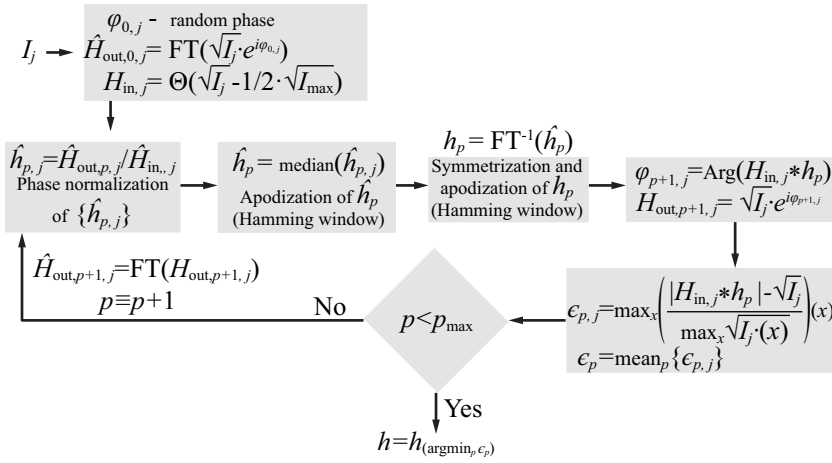 φ₀,ⱼ - random phase
Iⱼ
Ĥout,0,j = FT(√Iⱼ·e^{iφ₀,ⱼ})
Hin,j = Θ(√Iⱼ -1/2·√Imax)
ĥp,j=Ĥout,p,j/Ĥin,,j
Phase normalization
of {ĥp,j}
ĥp = median(ĥp,j)
Apodization of ĥp
(Hamming window)
hp = FT⁻¹(ĥp)
Symmetrization and
apodization of hp
(Hamming window)
φp+1,j=Arg(Hin,j*hp)
Hout,p+1,j= √Iⱼ·e^{iφp+1,j}
ϵp,j=maxx(|Hin,j*hp|-√Ij / maxx√Ij·(x))(x)
ϵp=meanp{ϵp,j}
p<pmax
No
Ĥout,p+1,j=FT(Hout,p+1,j)
p≡p+1
Yes
h=h(argminp ϵp)